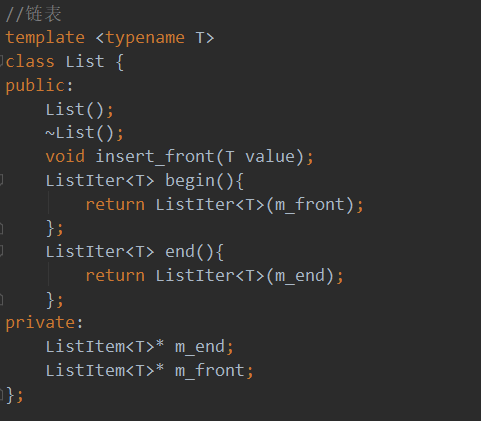 //链表
template <typename T>
class List {
public:
    List();
    ~List();
    void insert_front(T value);
    ListIter<T> begin(){
        return ListIter<T>(m_front);
    };
    ListIter<T> end(){
        return ListIter<T>(m_end);
    };
private:
    ListItem<T>* m_end;
    ListItem<T>* m_front;
};